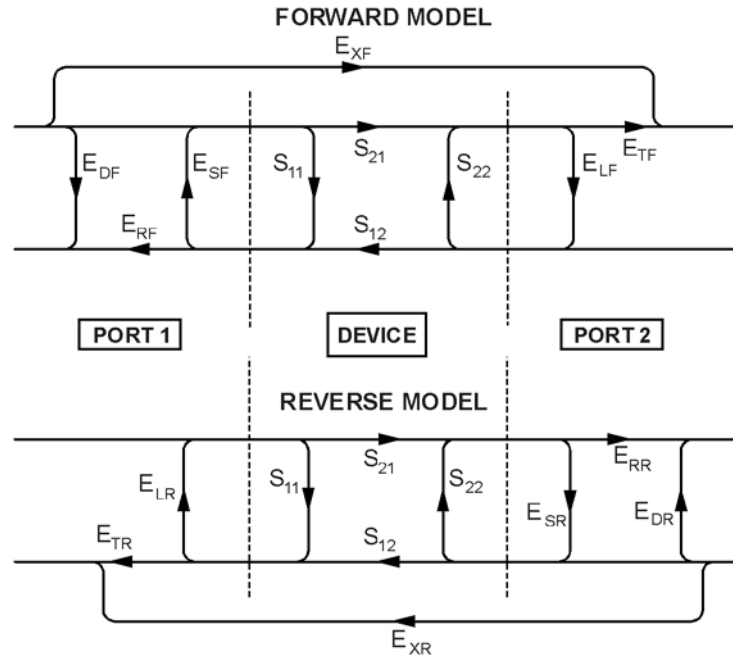 FORWARD MODEL
E_XF
E_DF E_SF S_11 S_21 S_22 E_LF E_TF
E_RF S_12
PORT 1 DEVICE PORT 2
REVERSE MODEL
E_LR S_11 S_21 S_22 E_SR E_RR E_DR
E_TR S_12
E_XR